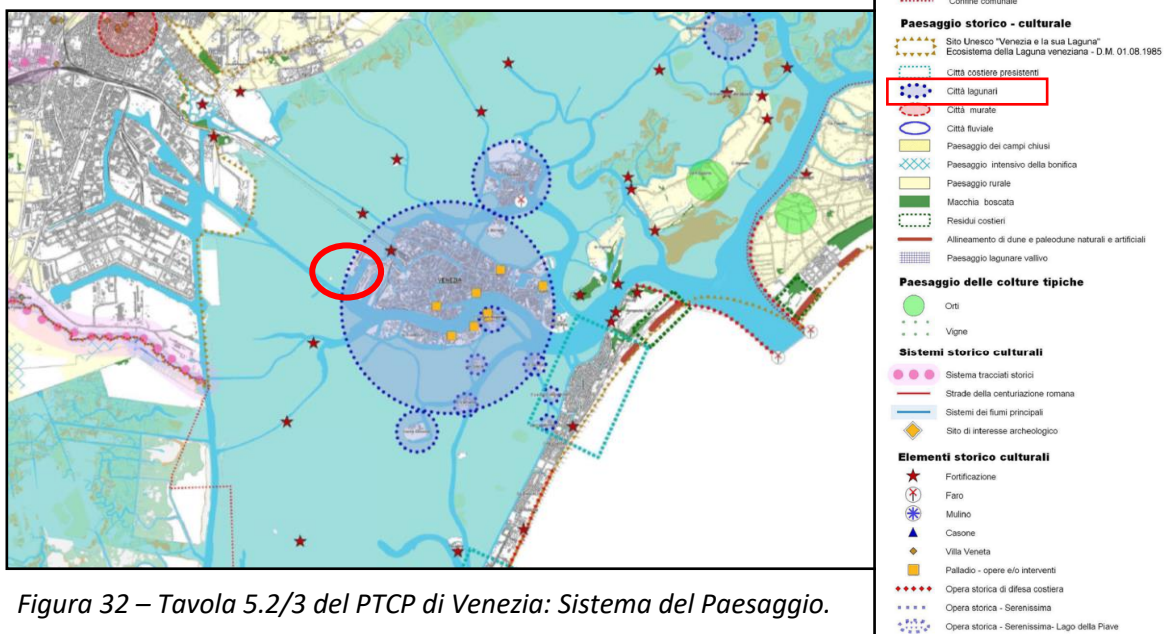 VENEZIA
Figura 32 – Tavola 5.2/3 del PTCP di Venezia: Sistema del Paesaggio.
Confine comunale
Paesaggio storico - culturale
Sito Unesco "Venezia e la sua Laguna"
Ecosistema della Laguna veneziana - D.M. 01.08.1985
Città costiere presistenti
Città lagunari
Città murate
Città fluviale
Paesaggio dei campi chiusi
Paesaggio intensivo della bonifica
Paesaggio rurale
Macchia boscata
Residui costieri
Allineamento di dune e paleodune naturali e artificiali
Paesaggio lagunare vallivo
Paesaggio delle colture tipiche
Orti
Vigne
Sistemi storico culturali
Sistema tracciati storici
Strade della centuriazione romana
Sistemi dei fiumi principali
Sito di interesse archeologico
Elementi storico culturali
Fortificazione
Faro
Mulino
Casone
Villa Veneta
Palladio - opere e/o interventi
Opera storica di difesa costiera
Opera storica - Serenissima
Opera storica - Serenissima- Lago della Piave